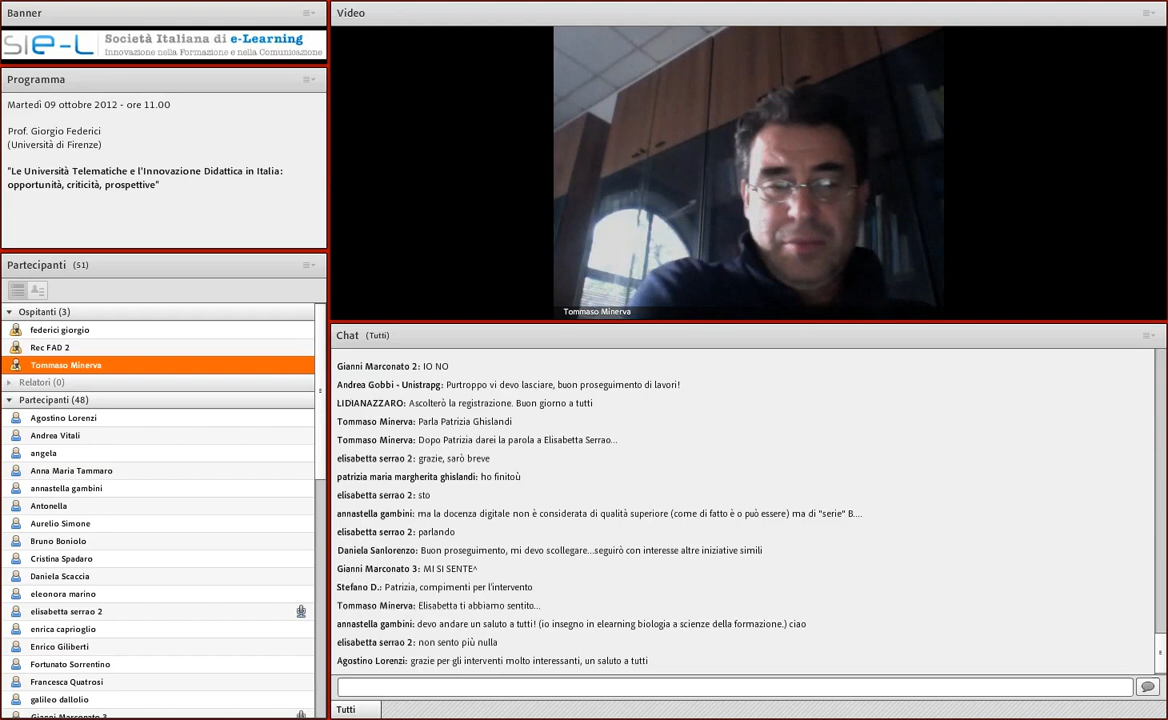 Banner
sie-L Società Italiana di e-Learning
Innovazione nella Formazione e nella Comunicazione
Programma
Martedì 09 ottobre 2012 - ore 11.00
Prof. Giorgio Federici
(Università di Firenze)
"Le Università Telematiche e l'Innovazione Didattica in Italia:
opportunità, criticità, prospettive"
Partecipanti (51)
Ospitanti (3)
federici giorgio
Rec FAD 2
Tommaso Minerva
Relatori (0)
Partecipanti (48)
Agostino Lorenzi
Andrea Vitali
angela
Anna Maria Tammaro
annastella gambini
Antonella
Aurelio Simone
Bruno Boniolo
Cristina Spadaro
Daniela Scaccia
eleonora marino
elisabetta serrao 2
enrica caprioglio
Enrico Giliberti
Fortunato Sorrentino
Francesca Quatrosi
galileo dallolio
Gianni Marconato 3
Video
Tommaso Minerva
Chat (Tutti)
Gianni Marconato 2: IO NO
Andrea Gobbi - Unistrapg: Purtroppo vi devo lasciare, buon proseguimento di lavori!
LIDIANAZZARO: Ascolterò la registrazione. Buon giorno a tutti
Tommaso Minerva: Parla Patrizia Ghislandi
Tommaso Minerva: Dopo Patrizia darei la parola a Elisabetta Serrao...
elisabetta serrao 2: grazie, sarò breve
patrizia maria margherita ghislandi: ho finitoù
elisabetta serrao 2: sto
annastella gambini: ma la docenza digitale non è considerata di qualità superiore (come di fatto è o può essere) ma di "serie" B....
elisabetta serrao 2: parlando
Daniela Sanlorenzo: Buon proseguimento, mi devo scollegare...seguirò con interesse altre iniziative simili
Gianni Marconato 3: MI SI SENTE^
Stefano D.: Patrizia, compimenti per l'intervento
Tommaso Minerva: Elisabetta ti abbiamo sentito...
annastella gambini: devo andare un saluto a tutti! (io insegno in elearning biologia a scienze della formazione.) ciao
elisabetta serrao 2: non sento più nulla
Agostino Lorenzi: grazie per gli interventi molto interessanti, un saluto a tutti
Tutti